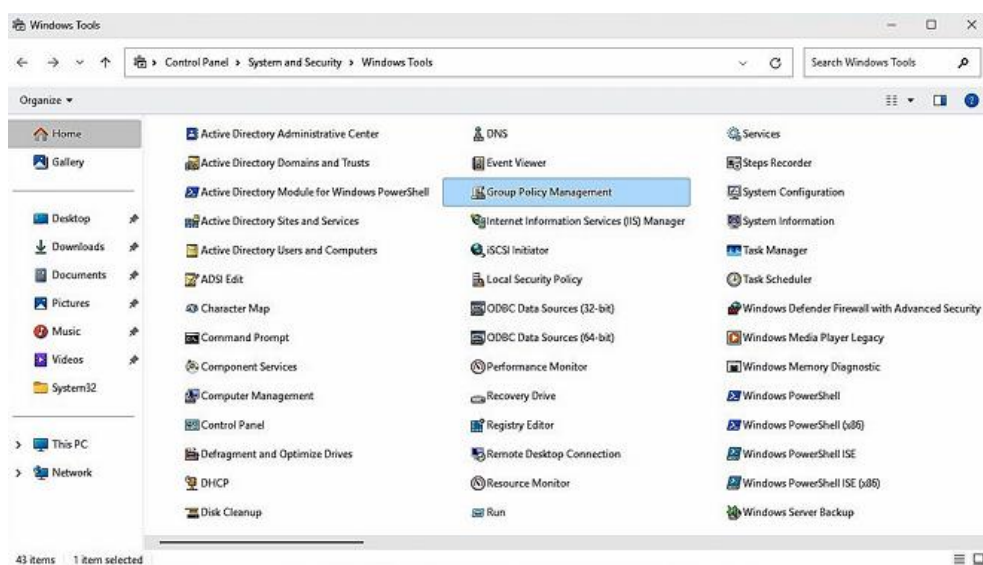 Windows Tools
Control Panel > System and Security > Windows Tools
Search Windows Tools
Organize
Home
Gallery
Desktop
Downloads
Documents
Pictures
Music
Videos
System32
This PC
Network
Active Directory Administrative Center
Active Directory Domains and Trusts
Active Directory Module for Windows PowerShell
Active Directory Sites and Services
Active Directory Users and Computers
ADSI Edit
Character Map
Command Prompt
Component Services
Computer Management
Control Panel
Defragment and Optimize Drives
DHCP
Disk Cleanup
DNS
Event Viewer
Group Policy Management
Internet Information Services (IIS) Manager
iSCSI Initiator
Local Security Policy
ODBC Data Sources (32-bit)
ODBC Data Sources (64-bit)
Performance Monitor
Recovery Drive
Registry Editor
Remote Desktop Connection
Resource Monitor
Run
Services
Steps Recorder
System Configuration
System Information
Task Manager
Task Scheduler
Windows Defender Firewall with Advanced Security
Windows Media Player Legacy
Windows Memory Diagnostic
Windows PowerShell
Windows PowerShell (x86)
Windows PowerShell ISE
Windows PowerShell ISE (x86)
Windows Server Backup
43 items 1 item selected